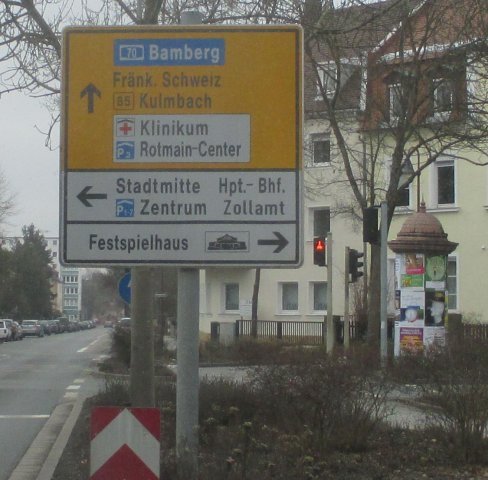 70 Bamberg
Fränk. Schweiz
85 Kulmbach
Klinikum
P Rotmain-Center
Stadtmitte Hpt.-Bhf.
P Zentrum Zollamt
Festspielhaus